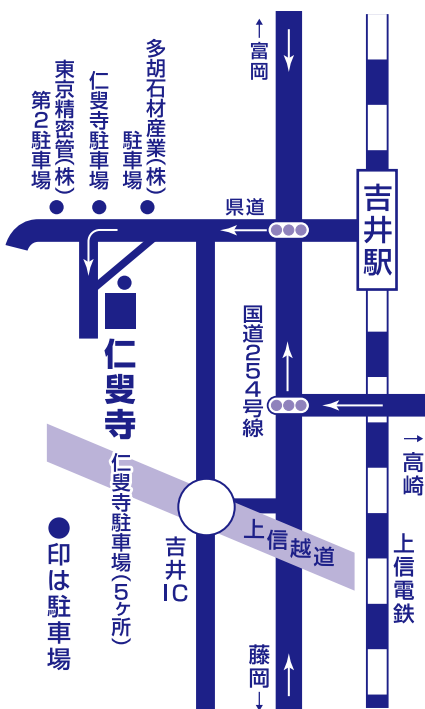 ←富岡
多胡石材産業(株)
駐車場
仁叟寺駐車場
東京精密管(株)
第2駐車場
県道
吉井駅
国道254号線
仁叟寺
仁叟寺駐車場(5ヶ所)
→高崎
上信越道
吉井IC
上信電鉄
●印は駐車場
藤岡→